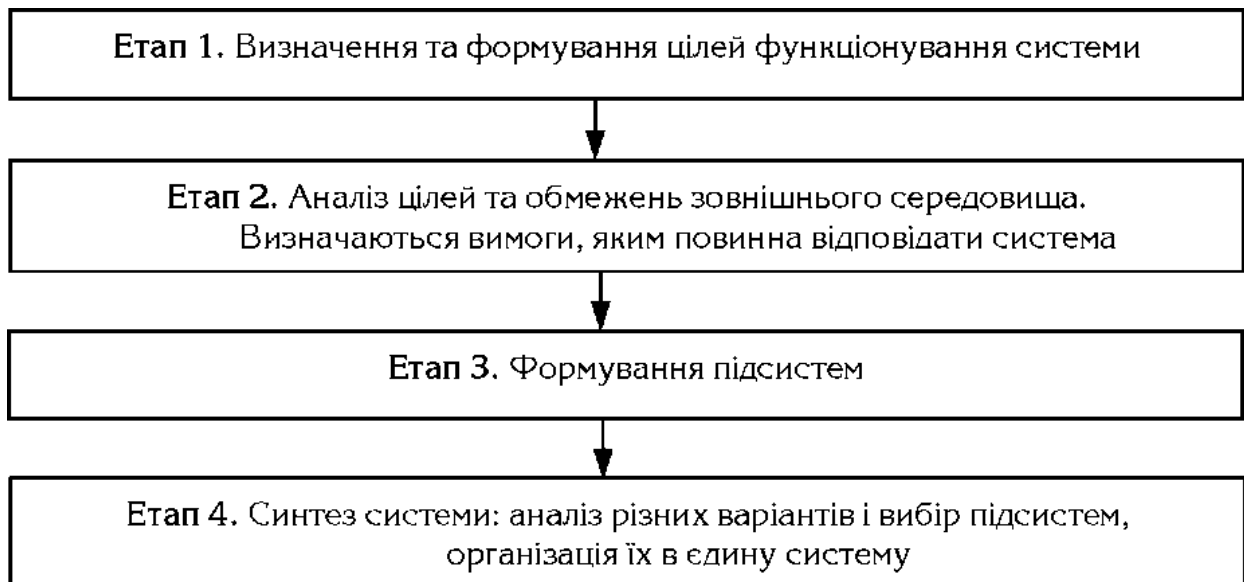 Етап 1. Визначення та формування цілей функціонування системи
Етап 2. Аналіз цілей та обмежень зовнішнього середовища.
Визначаються вимоги, яким повинна відповідати система
Етап 3. Формування підсистем
Етап 4. Синтез системи: аналіз різних варіантів і вибір підсистем,
організація їх в єдину систему